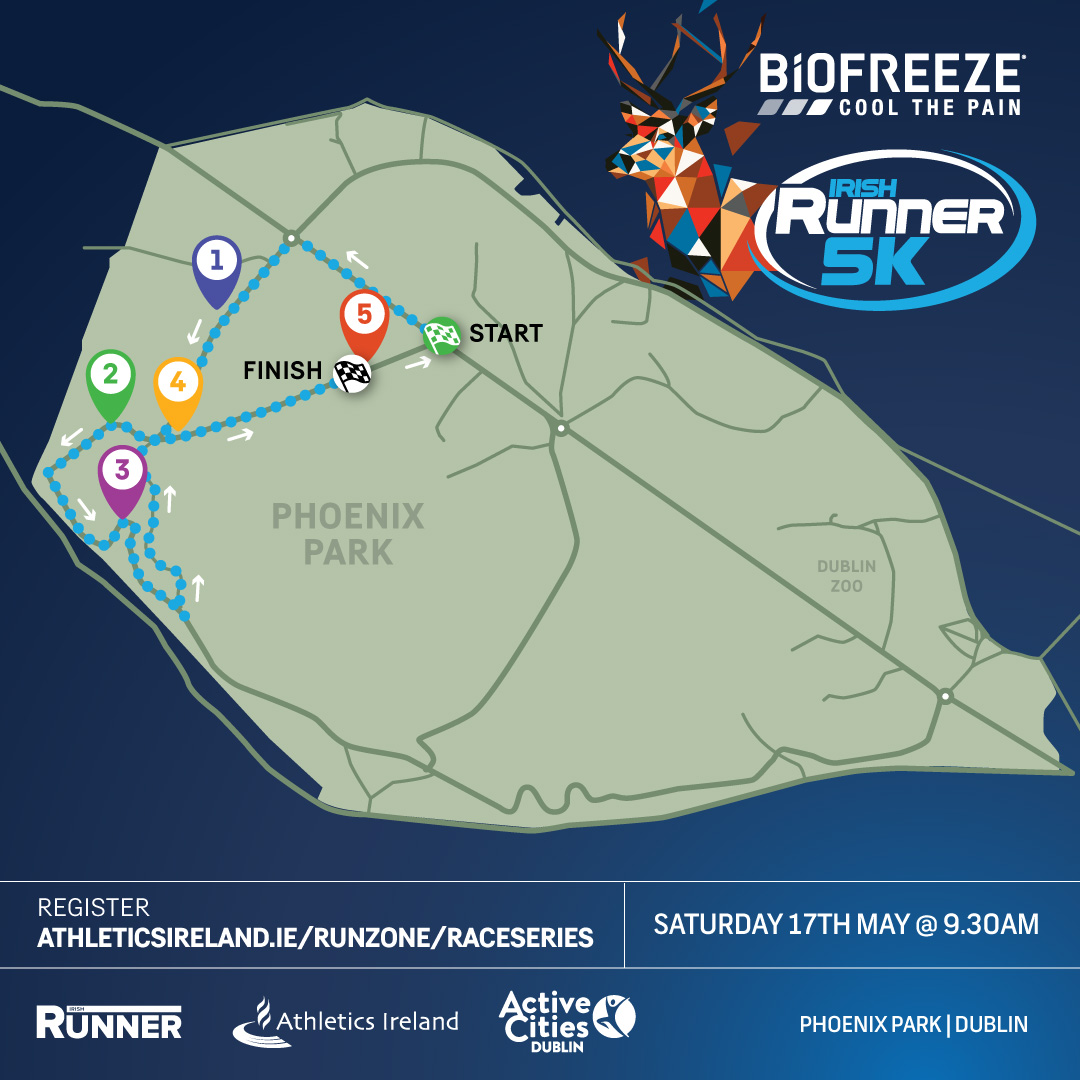 BiOFREEZE®
COOL THE PAIN
IRISH
RUNNER
5K
1
5
START
FINISH
2
4
3
PHOENIX
PARK
DUBLIN
ZOO
REGISTER
ATHLETICSIRELAND.IE/RUNZONE/RACESERIES
SATURDAY 17TH MAY @ 9.30AM
IRISH
RUNNER
Athletics Ireland
Active
Cities
DUBLIN
PHOENIX PARK | DUBLIN